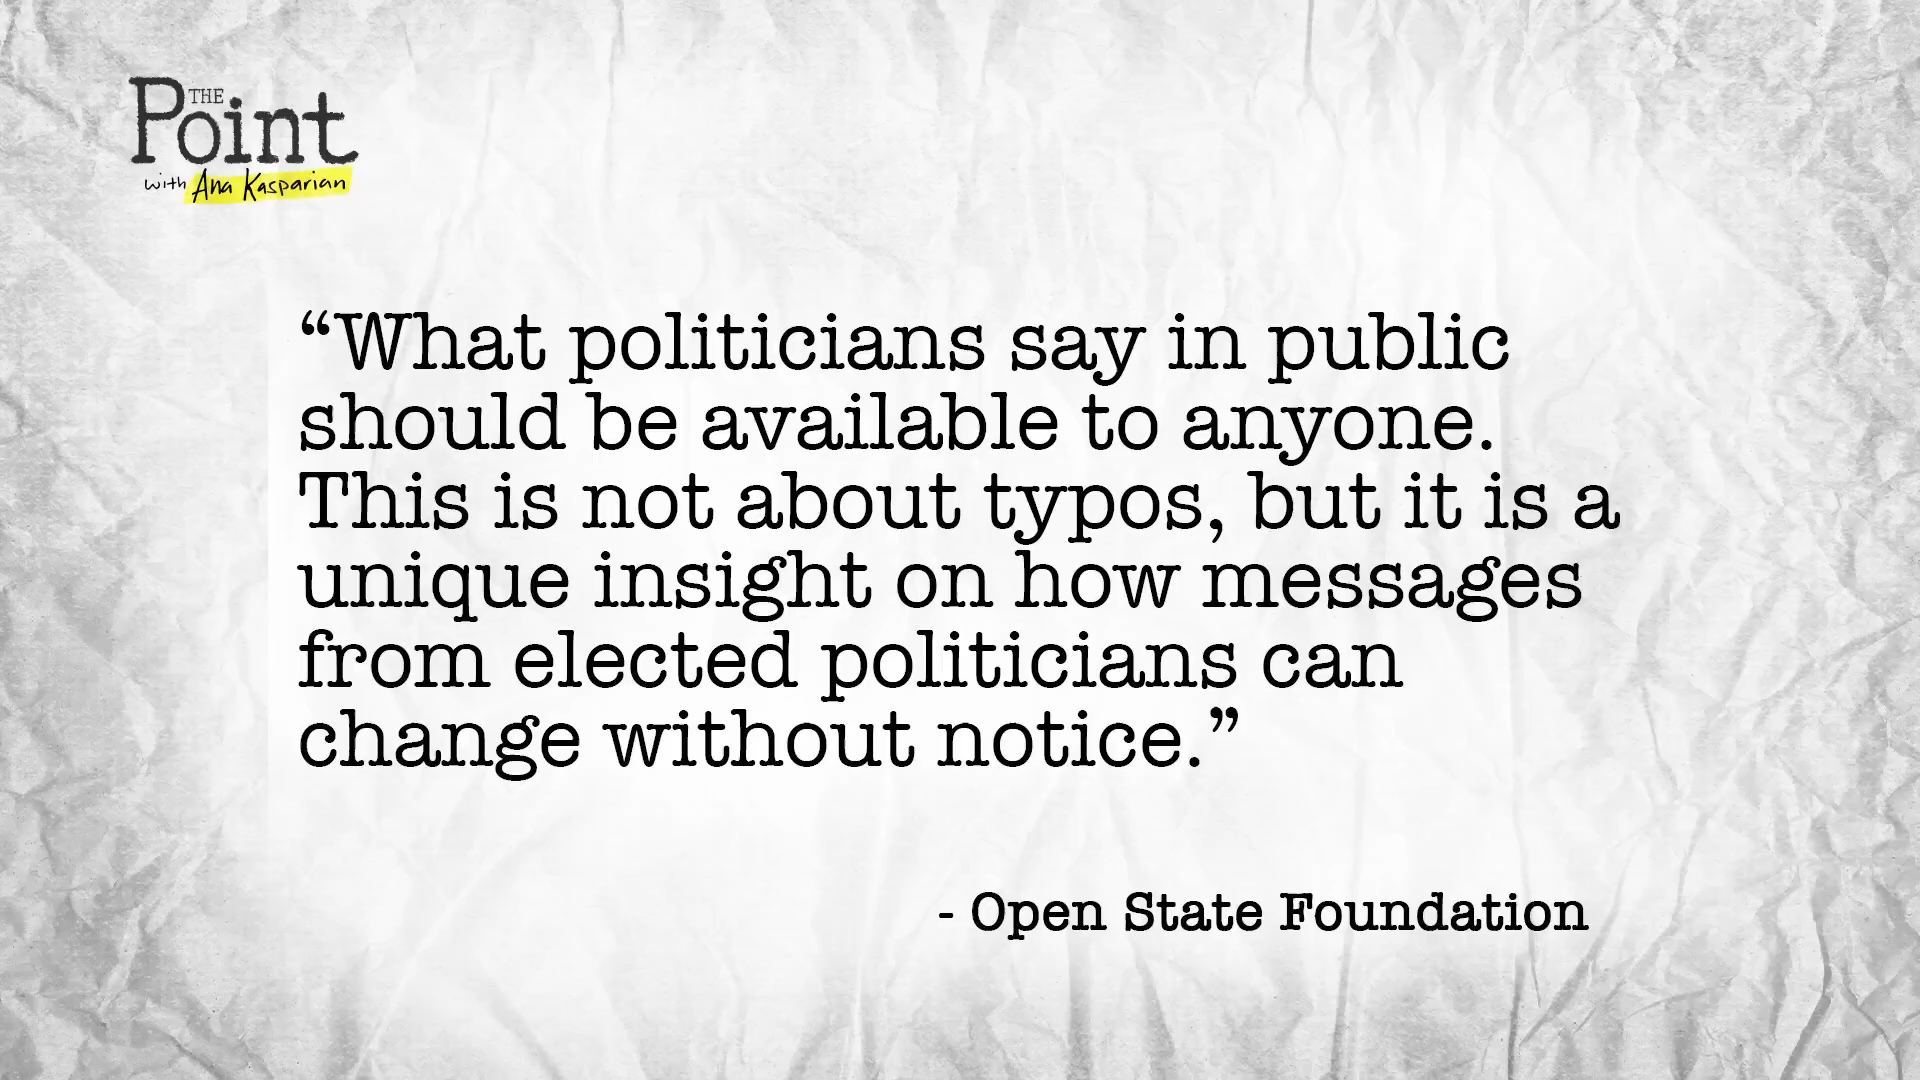 THE
Point
with Ana Kasparian
“What politicians say in public
should be available to anyone.
This is not about typos, but it is a
unique insight on how messages
from elected politicians can
change without notice.”
- Open State Foundation